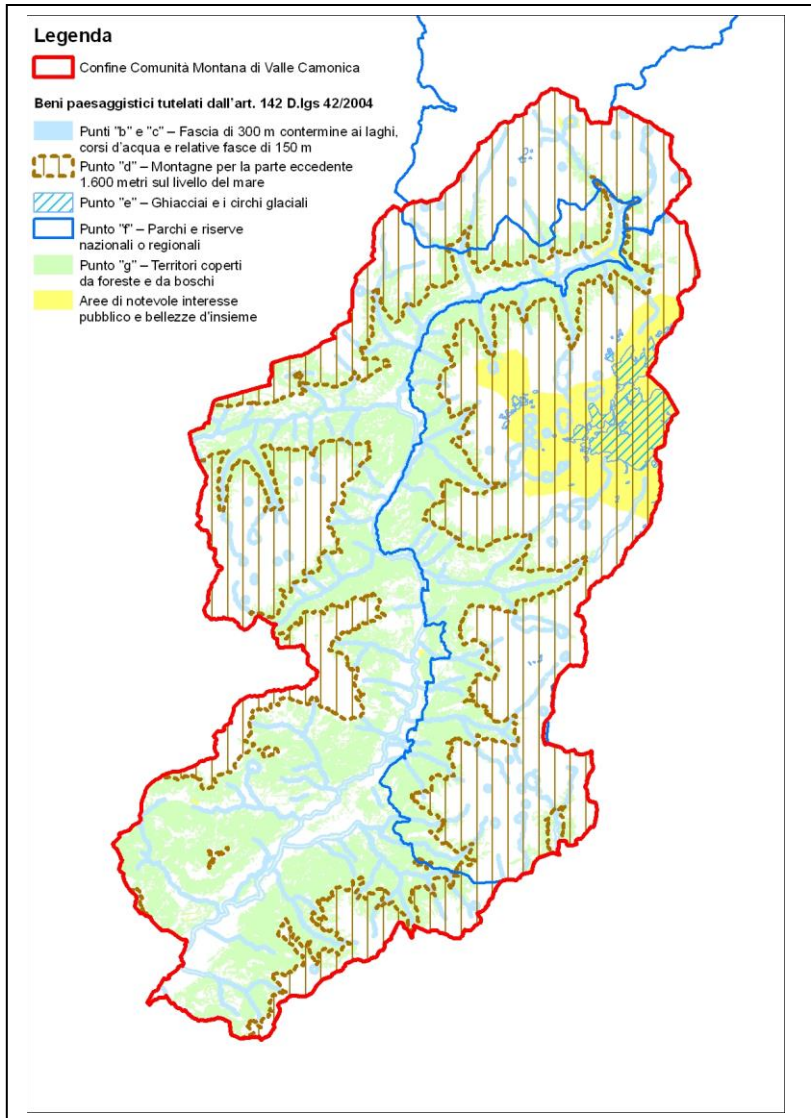 Legenda
Confine Comunità Montana di Valle Camonica
Beni paesaggistici tutelati dall'art. 142 D.lgs 42/2004
Punti "b" e "c" – Fascia di 300 m contermine ai laghi,
corsi d'acqua e relative fasce di 150 m
Punto "d" – Montagne per la parte eccedente
1.600 metri sul livello del mare
Punto "e" – Ghiacciai e i circhi glaciali
Punto "f" – Parchi e riserve
nazionali o regionali
Punto "g" – Territori coperti
da foreste e da boschi
Aree di notevole interesse
pubblico e bellezze d'insieme